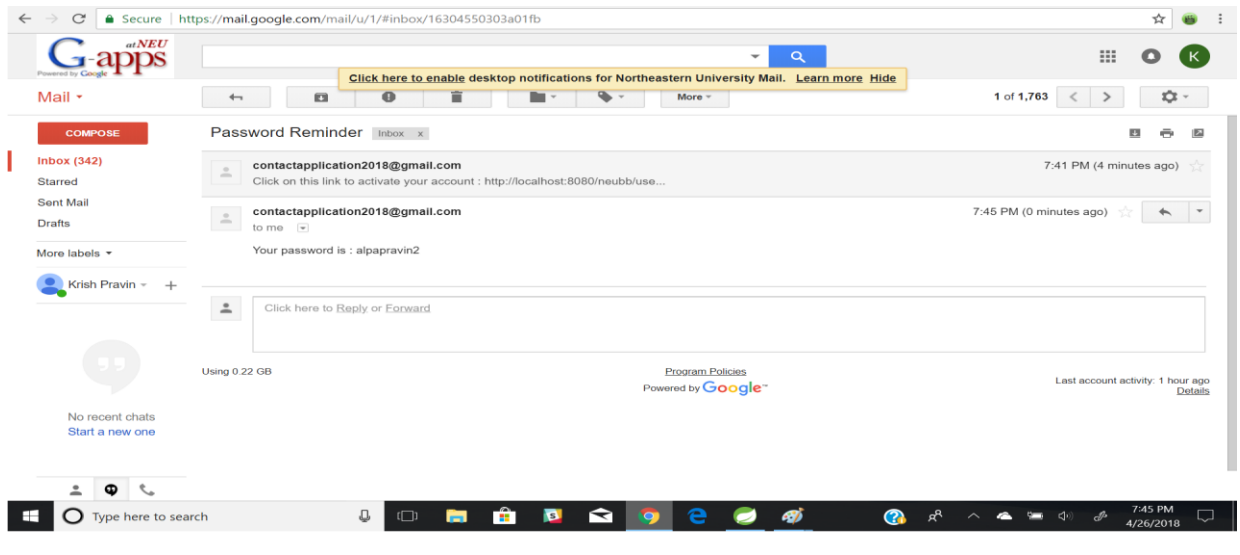 Secure | https://mail.google.com/mail/u/1/#inbox/16304550303a01fb
G-apps
atNEU
Powered by Google
K
Click here to enable desktop notifications for Northeastern University Mail. Learn more Hide
Mail
More
1 of 1,763
COMPOSE
Password Reminder Inbox x
Inbox (342)
Starred
Sent Mail
Drafts
More labels
Krish Pravin +
contactapplication2018@gmail.com 7:41 PM (4 minutes ago)
Click on this link to activate your account : http://localhost:8080/neubb/use...
contactapplication2018@gmail.com 7:45 PM (0 minutes ago)
to me
Your password is : alpapravin2
Click here to Reply or Forward
Using 0.22 GB
Program Policies
Powered by Google™
Last account activity: 1 hour ago
Details
No recent chats
Start a new one
Type here to search
7:45 PM
4/26/2018